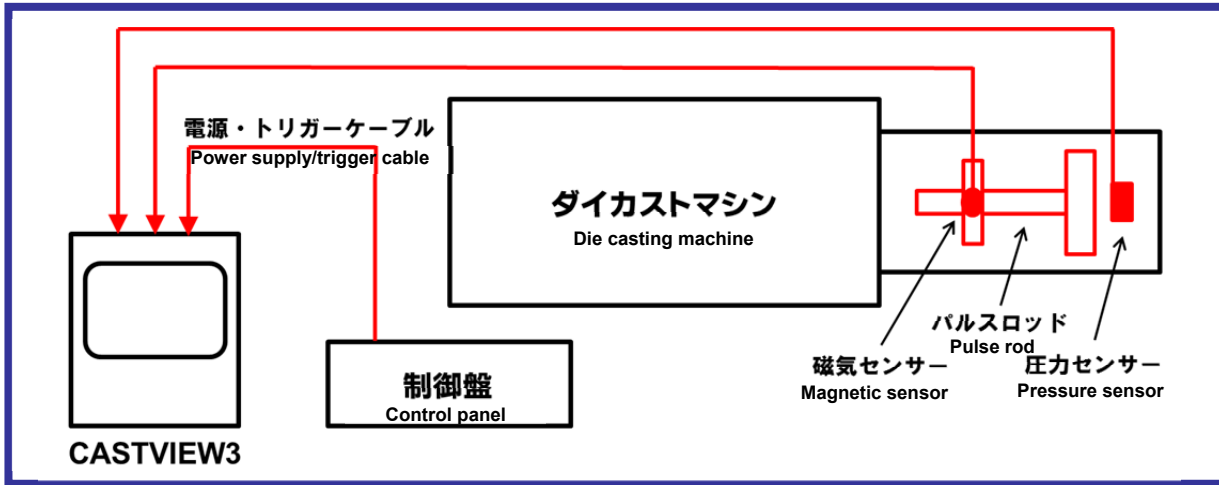 電源・トリガーケーブル
Power supply/trigger cable
ダイカストマシン
Die casting machine
パルスロッド
Pulse rod
磁気センサー
Magnetic sensor
圧力センサー
Pressure sensor
制御盤
Control panel
CASTVIEW3